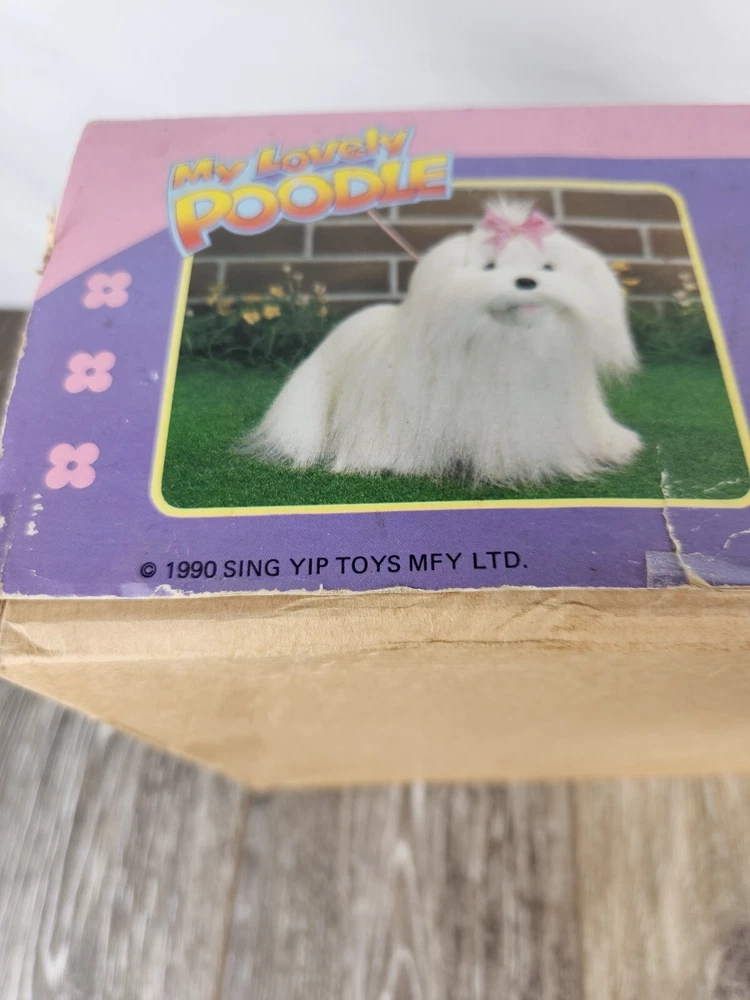 My Lovely
POODLE
© 1990 SING YIP TOYS MFY LTD.